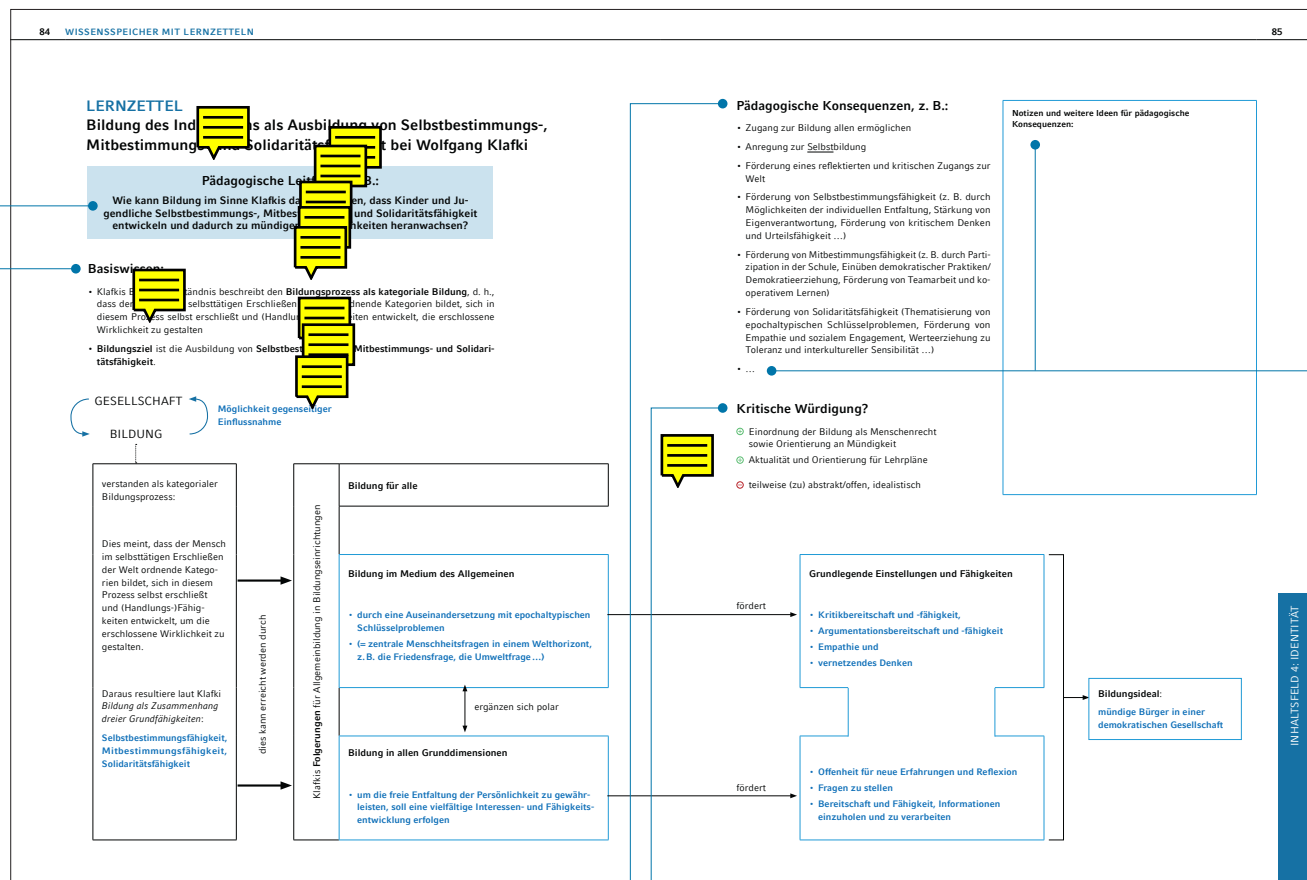 84 WISSENSSPEICHER MIT LERNZETTELN
85
LERNZETTEL
Bildung des als Ausbildung von Selbstbestimmungs-,
Mitbestimmungs- bei Wolfgang Klafki
Pädagogische
Wie kann Bildung im Sinne Klafkis dass Kinder und Ju-
gendliche Selbstbestimmungs-, und Solidaritätsfähigkeit
entwickeln und dadurch zu heranwachsen?
Basiswissen:
• Klafkis beschreibt den Bildungsprozess als kategoriale Bildung, d. h.,
dass der selbsttätigen Erschließen Kategorien bildet, sich in
diesem Prozess selbst erschließt und entwickelt, die erschlossene
Wirklichkeit zu gestalten
• Bildungsziel ist die Ausbildung von Mitbestimmungs- und Solidari-
tätsfähigkeit.
GESELLSCHAFT
BILDUNG
Möglichkeit gegenseitiger
Einflussnahme
verstanden als kategorialer
Bildungsprozess:
Dies meint, dass der Mensch
im selbsttätigen Erschließen
der Welt ordnende Katego-
rien bildet, sich in diesem
Prozess selbst erschließt
und (Handlungs-)Fähig-
keiten entwickelt, um die
erschlossene Wirklichkeit zu
gestalten.
Daraus resultiere laut Klafki
Bildung als Zusammenhang
dreier Grundfähigkeiten:
Selbstbestimmungsfähigkeit,
Mitbestimmungsfähigkeit,
Solidaritätsfähigkeit
dies kann erreicht werden durch
Klafkis Folgerungen für Allgemeinbildung in Bildungseinrichtungen
Bildung für alle
Bildung im Medium des Allgemeinen
• durch eine Auseinandersetzung mit epochaltypischen
Schlüsselproblemen
• (= zentrale Menschheitsfragen in einem Welthorizont,
z. B. die Friedensfrage, die Umweltfrage ...)
ergänzen sich polar
Bildung in allen Grunddimensionen
• um die freie Entfaltung der Persönlichkeit zu gewähr-
leisten, soll eine vielfältige Interessen- und Fähigkeits-
entwicklung erfolgen
Pädagogische Konsequenzen, z. B.:
• Zugang zur Bildung allen ermöglichen
• Anregung zur Selbstbildung
• Förderung eines reflektierten und kritischen Zugangs zur
Welt
• Förderung von Selbstbestimmungsfähigkeit (z. B. durch
Möglichkeiten der individuellen Entfaltung, Stärkung von
Eigenverantwortung, Förderung von kritischem Denken
und Urteilsfähigkeit ...)
• Förderung von Mitbestimmungsfähigkeit (z. B. durch Parti-
zipation in der Schule, Einüben demokratischer Praktiken/
Demokratieerziehung, Förderung von Teamarbeit und ko-
operativem Lernen)
• Förderung von Solidaritätsfähigkeit (Thematisierung von
epochaltypischen Schlüsselproblemen, Förderung von
Empathie und sozialem Engagement, Werteerziehung zu
Toleranz und interkultureller Sensibilität ...)
• ...
Notizen und weitere Ideen für pädagogische
Konsequenzen:
Kritische Würdigung?
⊕ Einordnung der Bildung als Menschenrecht
sowie Orientierung an Mündigkeit
⊕ Aktualität und Orientierung für Lehrpläne
⊖ teilweise (zu) abstrakt/offen, idealistisch
fördert
Grundlegende Einstellungen und Fähigkeiten
• Kritikbereitschaft und -fähigkeit,
• Argumentationsbereitschaft und -fähigkeit
• Empathie und
• vernetzendes Denken
fördert
• Offenheit für neue Erfahrungen und Reflexion
• Fragen zu stellen
• Bereitschaft und Fähigkeit, Informationen
einzuholen und zu verarbeiten
Bildungsideal:
mündige Bürger in einer
demokratischen Gesellschaft
INHALTSFELD 4: IDENTITÄT